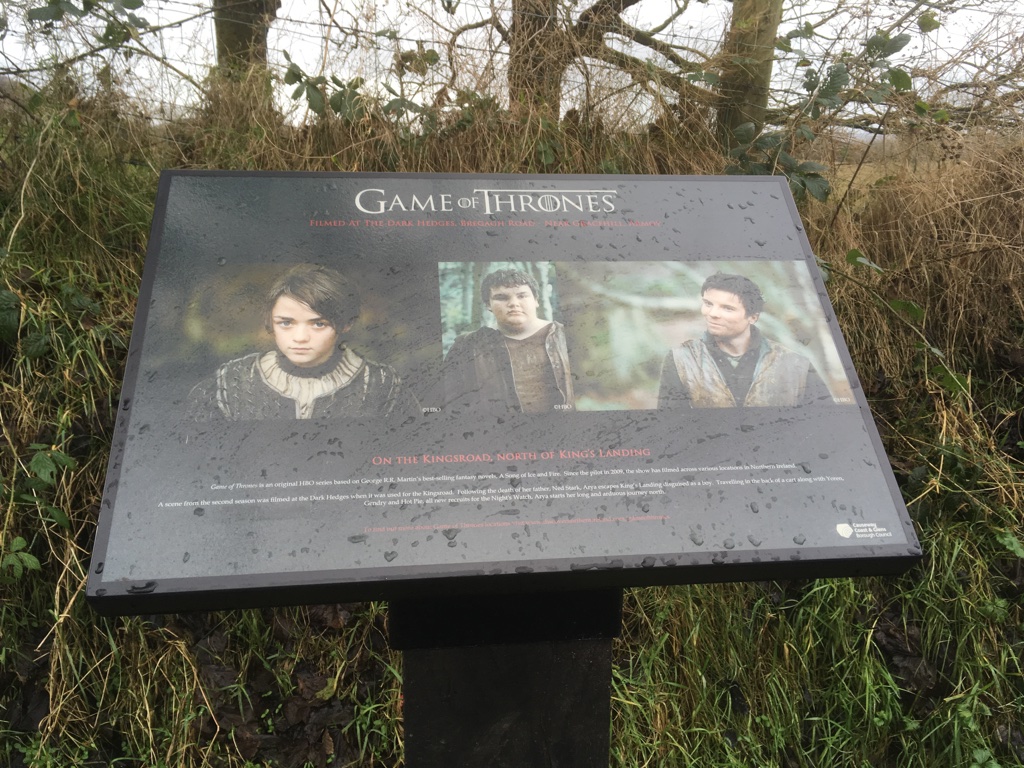 GAME OF THRONES
FILMED AT THE DARK HEDGES, BREGAGH ROAD
©HBO
©HBO
©HBO
ON THE KINGSROAD, NORTH OF KING'S LANDING
Game of Thrones is an original HBO series based on George R.R. Martin's best-selling fantasy novels, A Song of Ice and Fire. Since the pilot in 2009, the show has filmed across various locations in Northern Ireland.
A scene from the second season was filmed at the Dark Hedges when it was used for the Kingsroad. Following the death of her father, Ned Stark, Arya escapes King's Landing disguised as a boy. Travelling in the back of a cart along with Yoren,
Gendry and Hot Pie, all new recruits for the Night's Watch, Arya starts her long and arduous journey north.
Causeway
Coast & Glens
Borough Council